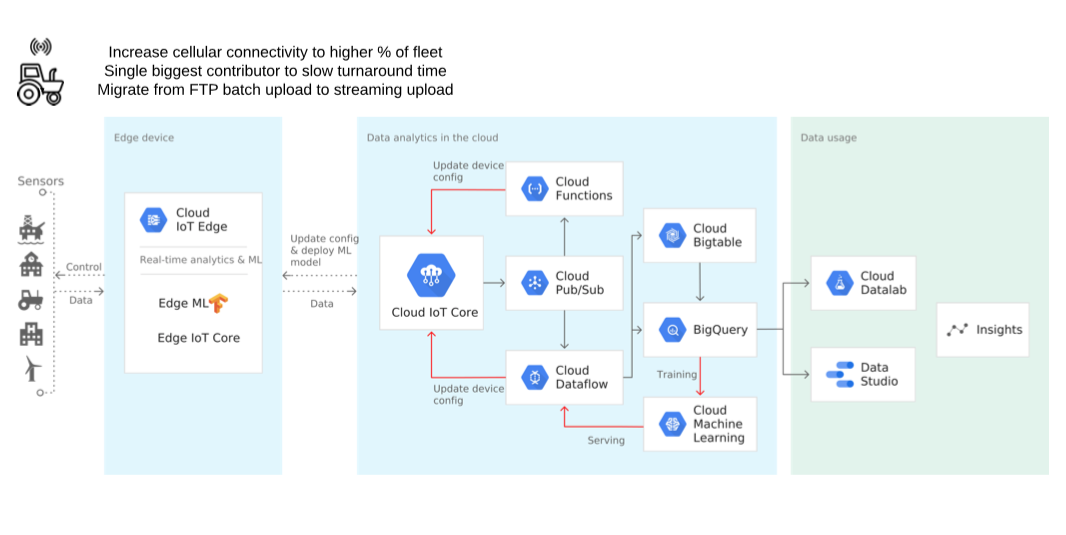 Increase cellular connectivity to higher % of fleet
Single biggest contributor to slow turnaround time
Migrate from FTP batch upload to streaming upload
Edge device
Data analytics in the cloud
Data usage
Sensors
Control
Data
Cloud
IoT Edge
Real-time analytics & ML
Edge ML
Edge IoT Core
Update config
& deploy ML
model
Data
Update device
config
Cloud IoT Core
Update device
config
Cloud
Functions
Cloud
Pub/Sub
Cloud
Dataflow
Cloud
Bigtable
BigQuery
Training
Cloud
Machine
Learning
Serving
Cloud
Datalab
Data
Studio
Insights